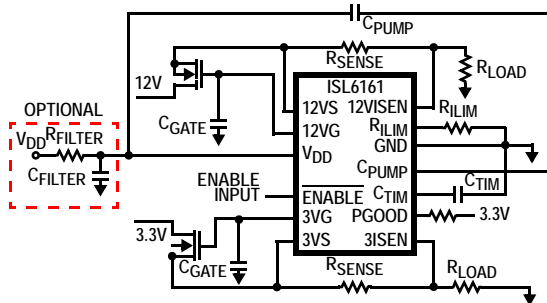 CPUMP
RSENSE
ISL6161
RLOAD
12V
OPTIONAL
12VS
12VISEN
RILIM
12VG
RILIM
CGATE
VDD
RFILTER
VDD
GND
CFILTER
CPUMP
CTIM
ENABLE
INPUT
ENABLE
CTIM
3VG
PGOOD
3.3V
3.3V
3VS
3ISEN
CGATE
RSENSE
RLOAD